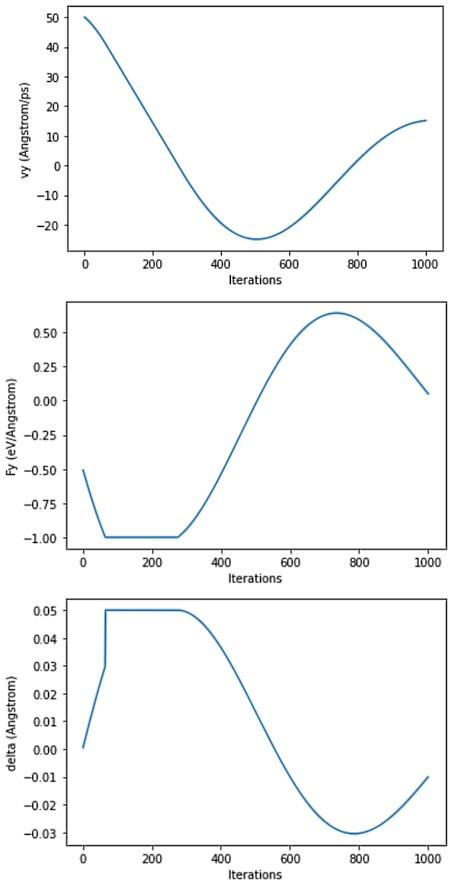 50
40
30
20
10
0
−10
−20
vy (Angstrom/ps)
0 200 400 600 800 1000
Iterations
0.50
0.25
0.00
−0.25
−0.50
−0.75
−1.00
Fy (eV/Angstrom)
0 200 400 600 800 1000
Iterations
0.05
0.04
0.03
0.02
0.01
0.00
−0.01
−0.02
−0.03
delta (Angstrom)
0 200 400 600 800 1000
Iterations